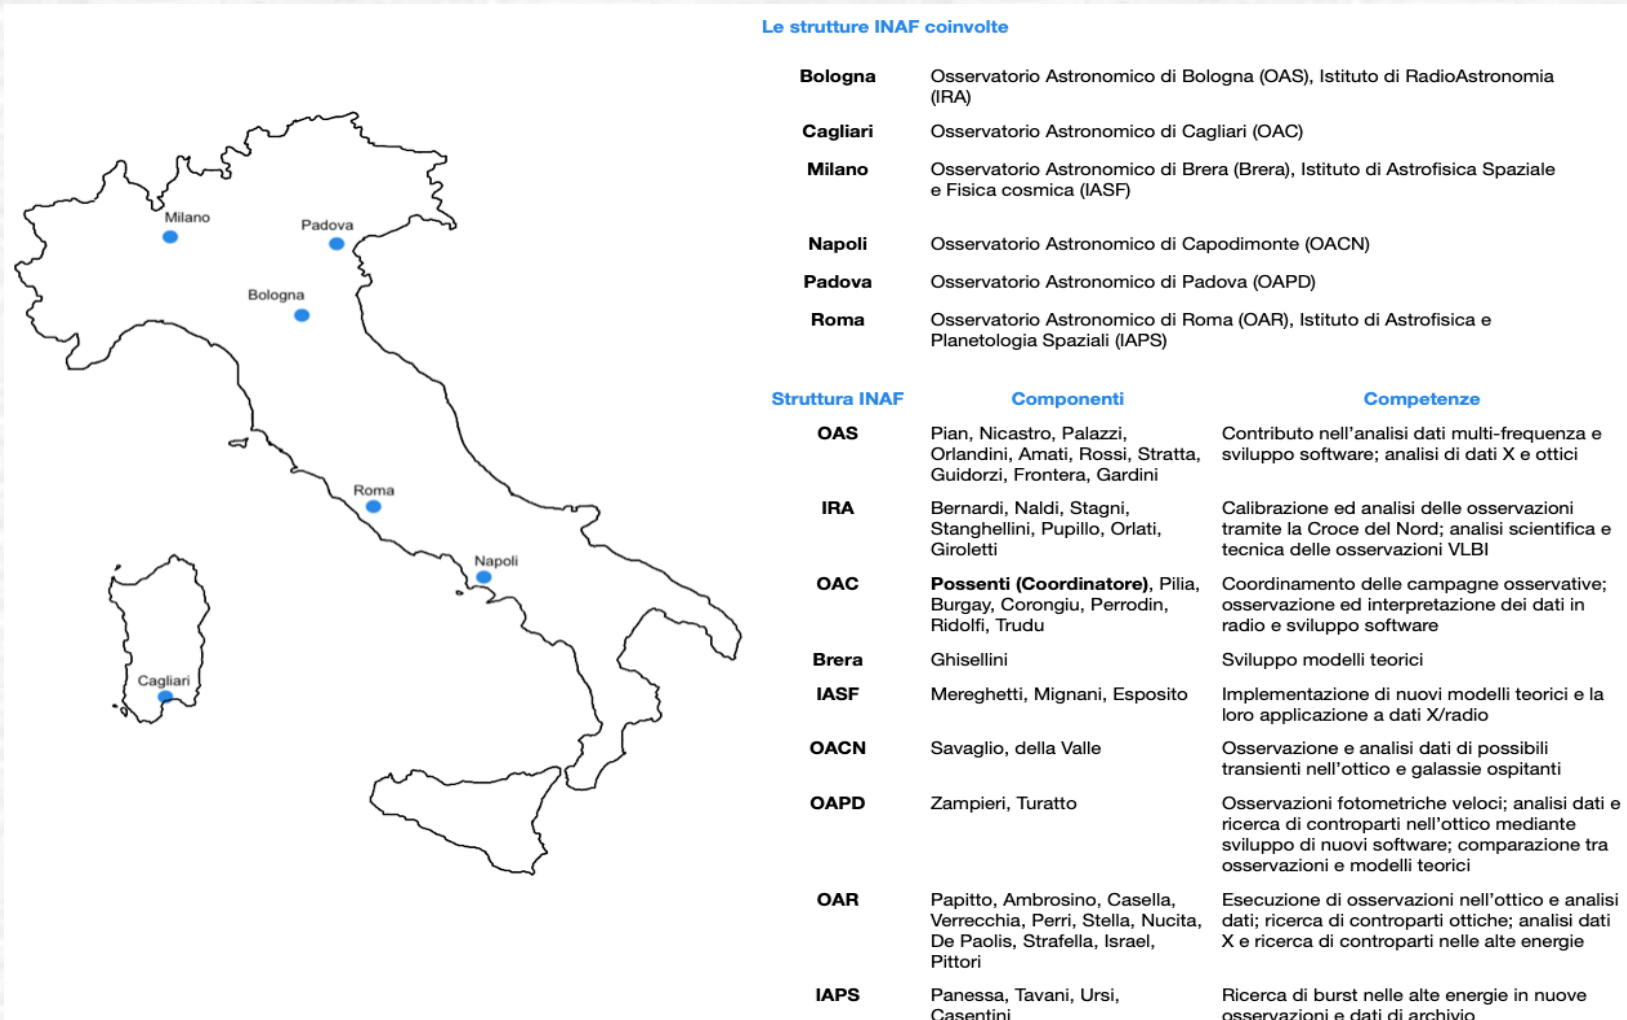 Milano
Padova
Bologna
Roma
Napoli
Cagliari
Le strutture INAF coinvolte
Bologna Osservatorio Astronomico di Bologna (OAS), Istituto di RadioAstronomia
(IRA)
Cagliari Osservatorio Astronomico di Cagliari (OAC)
Milano Osservatorio Astronomico di Brera (Brera), Istituto di Astrofisica Spaziale
e Fisica cosmica (IASF)
Napoli Osservatorio Astronomico di Capodimonte (OACN)
Padova Osservatorio Astronomico di Padova (OAPD)
Roma Osservatorio Astronomico di Roma (OAR), Istituto di Astrofisica e
Planetologia Spaziali (IAPS)
Struttura INAF Componenti Competenze
OAS Pian, Nicastro, Palazzi, Contributo nell'analisi dati multi-frequenza e
Orlandini, Amati, Rossi, Stratta, sviluppo software; analisi di dati X e ottici
Guidorzi, Frontera, Gardini
IRA Bernardi, Naldi, Stagni, Calibrazione ed analisi delle osservazioni
Stanghellini, Pupillo, Orlati, tramite la Croce del Nord; analisi scientifica e
Giroletti tecnica delle osservazioni VLBI
OAC Possenti (Coordinatore), Pilia, Coordinamento delle campagne osservative;
Burgay, Corongiu, Perrodin, osservazione ed interpretazione dei dati in
Ridolfi, Trudu radio e sviluppo software
Brera Ghisellini Sviluppo modelli teorici
IASF Mereghetti, Mignani, Esposito Implementazione di nuovi modelli teorici e la
loro applicazione a dati X/radio
OACN Savaglio, della Valle Osservazione e analisi dati di possibili
transienti nell'ottico e galassie ospitanti
OAPD Zampieri, Turatto Osservazioni fotometriche veloci; analisi dati e
ricerca di controparti nell'ottico mediante
sviluppo di nuovi software; comparazione tra
osservazioni e modelli teorici
OAR Papitto, Ambrosino, Casella, Esecuzione di osservazioni nell'ottico e analisi
Verrecchia, Perri, Stella, Nucita, dati; ricerca di controparti ottiche; analisi dati
De Paolis, Strafella, Israel, X e ricerca di controparti nelle alte energie
Pittori
IAPS Panessa, Tavani, Ursi, Ricerca di burst nelle alte energie in nuove
Casentini osservazioni e dati di archivio